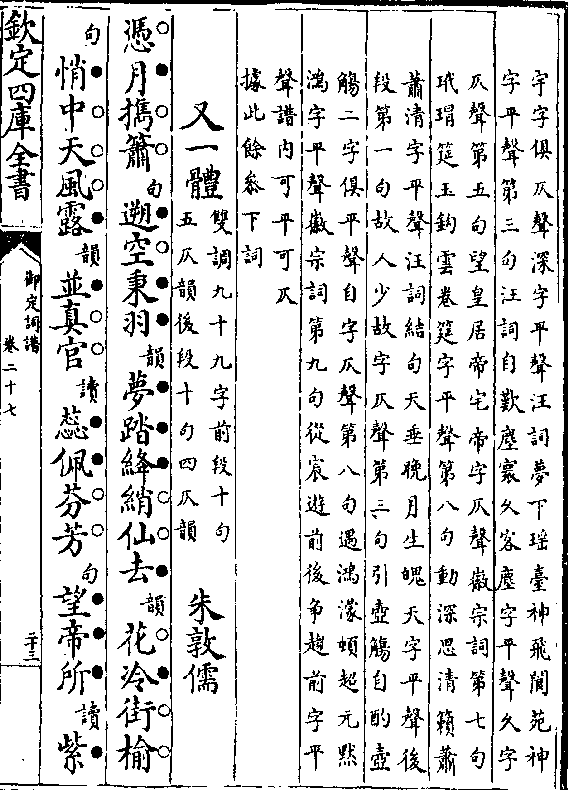 字字俱仄聲深字平聲汪詞夢下瑶臺神飛閬苑神
字平聲第三句汪詞自歎塵寰久客塵字平聲久字
仄聲第五句望皇居帝宅帝字仄聲徽宗詞第七句
玳瑁筵玉鈎雲卷筵字平聲第八句動深思清籟蕭
蕭清字平聲汪詞結句天垂晚月生魄天字平聲後
段第一句故人少故字仄聲第三句引壺觴自酌壺
觴二字俱平聲自字仄聲第八句遇鴻濛頓超元黙
鴻字平聲徽宗詞第九句從宸遊前後争趨前字平
聲譜内可平可仄
據此餘叅下詞
又一體 雙調九十九字前段十句五仄韻後段十句四仄韻 朱敦儒
憑月攜簫句遡空秉羽韻夢踏絳綃仙去韻花冷街榆
句悄中天風露韻並真官讀蕊佩芬芳句望帝所讀紫
欽定四庫全書
御定詞譜
卷二十七
二十三